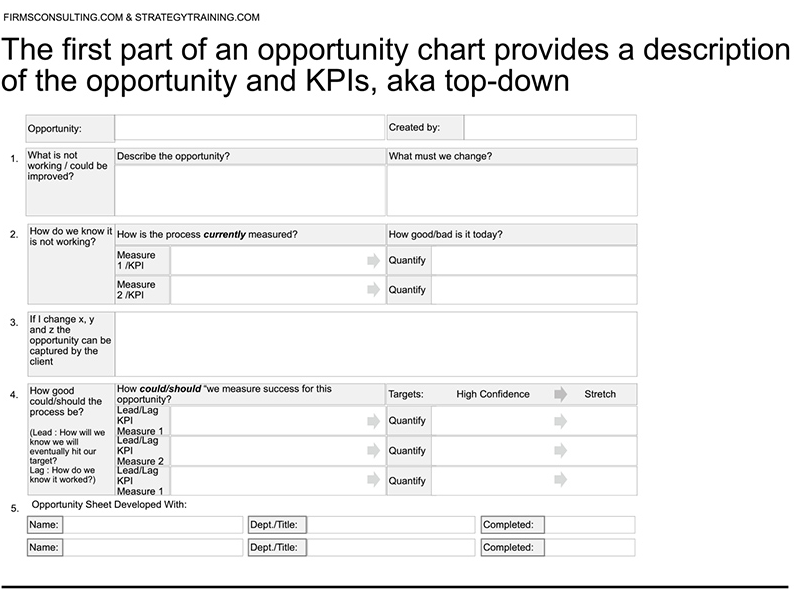 FIRMSCONSULTING.COM & STRATEGYTRAINING.COM
The first part of an opportunity chart provides a description
of the opportunity and KPIs, aka top-down
Opportunity:
Created by:
1.
What is not
working / could be
improved?
Describe the opportunity?
What must we change?
2.
How do we know it
is not working?
How is the process currently measured?
How good/bad is it today?
Measure
1 /KPI
Quantify
Measure
2 /KPI
Quantify
3.
If I change x, y
and z the
opportunity can be
captured by the
client
4.
How good
could/should the
process be?
(Lead : How will we
know we will
eventually hit our
target?
Lag : How do we
know it worked?)
How could/should “we measure success for this
opportunity?
Targets:
High Confidence
Stretch
Lead/Lag
KPI
Measure 1
Quantify
Lead/Lag
KPI
Measure 2
Quantify
Lead/Lag
KPI
Measure 1
Quantify
5.
Opportunity Sheet Developed With:
Name:
Dept./Title:
Completed:
Name:
Dept./Title:
Completed: